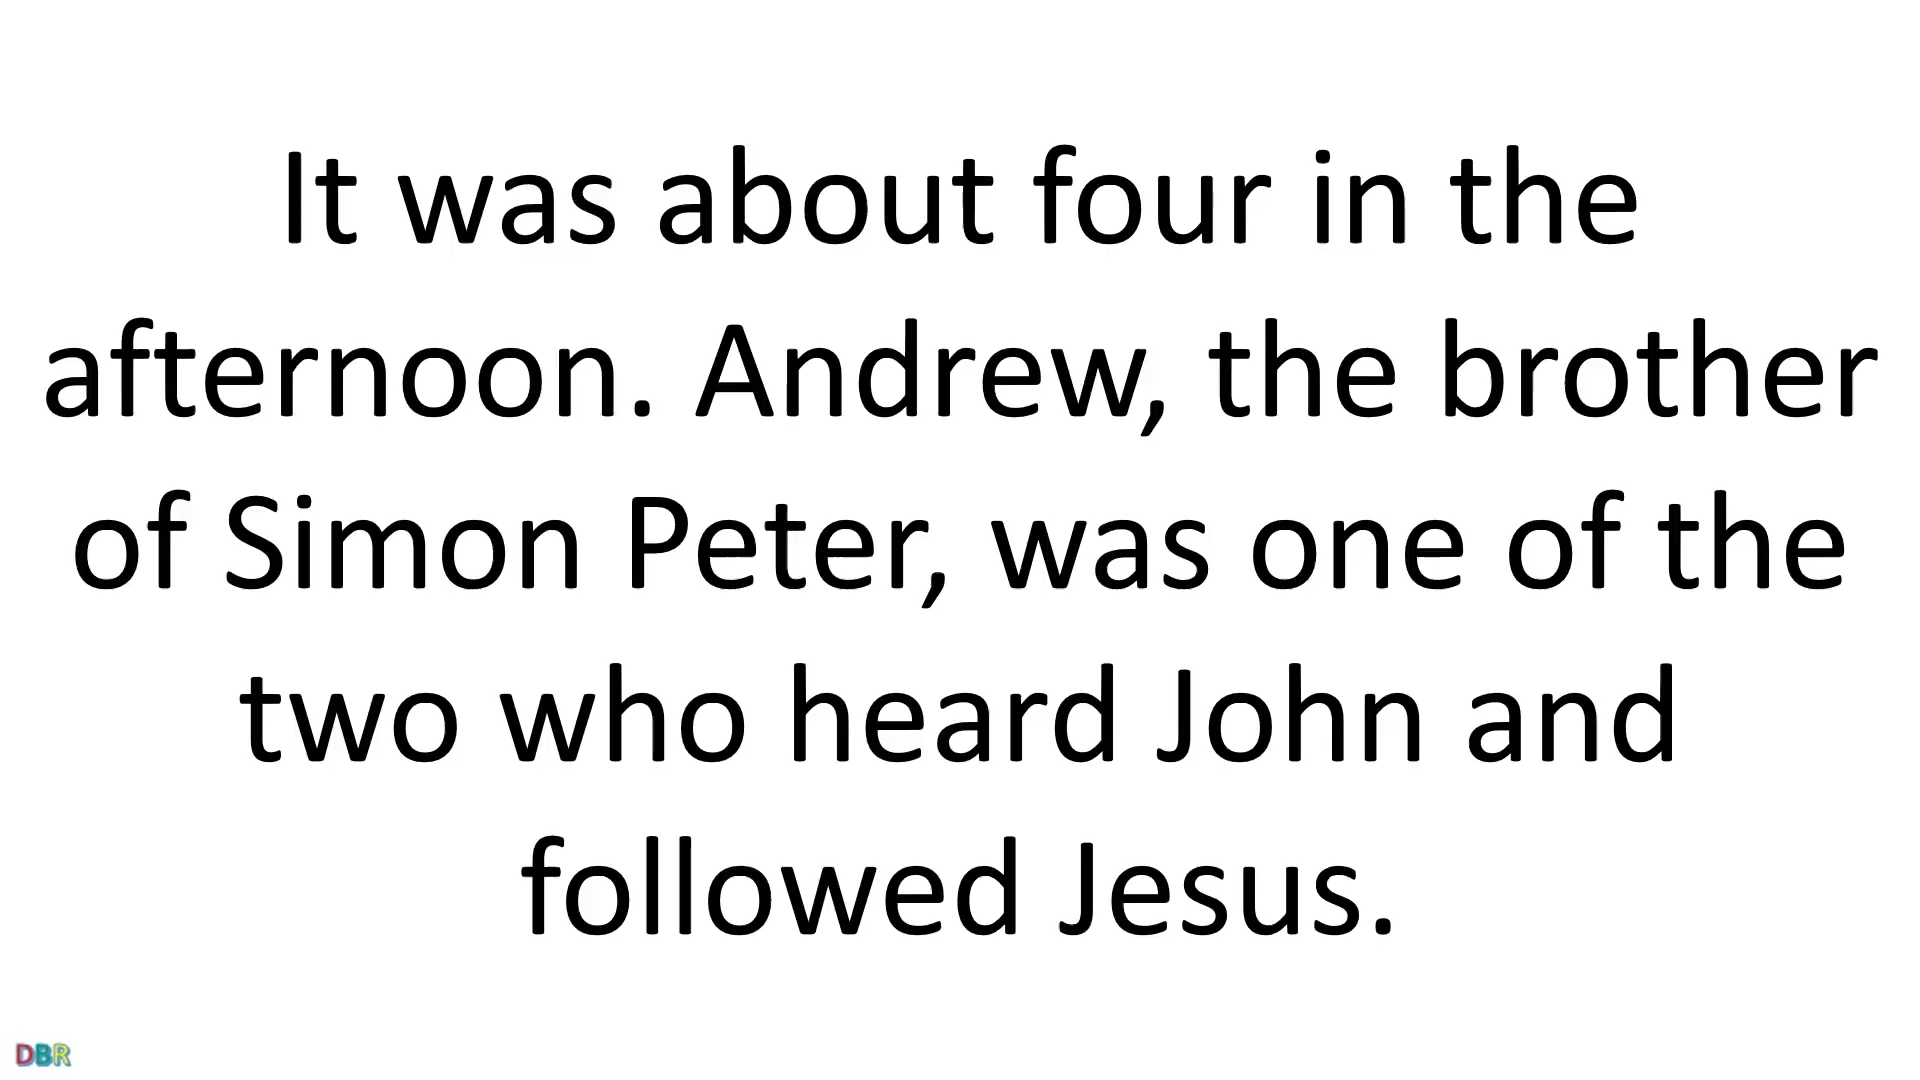 It was about four in the
afternoon. Andrew, the brother
of Simon Peter, was one of the
two who heard John and
followed Jesus.
DBR